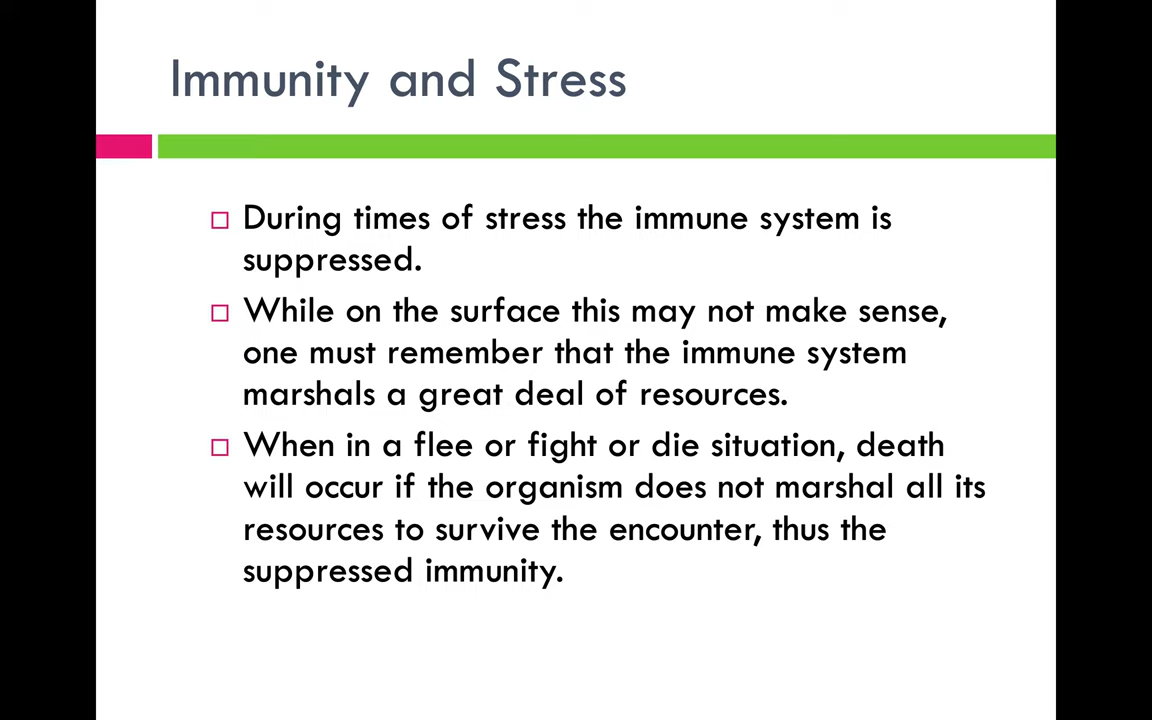 Immunity and Stress
During times of stress the immune system is
suppressed.
While on the surface this may not make sense,
one must remember that the immune system
marshals a great deal of resources.
When in a flee or fight or die situation, death
will occur if the organism does not marshal all its
resources to survive the encounter, thus the
suppressed immunity.